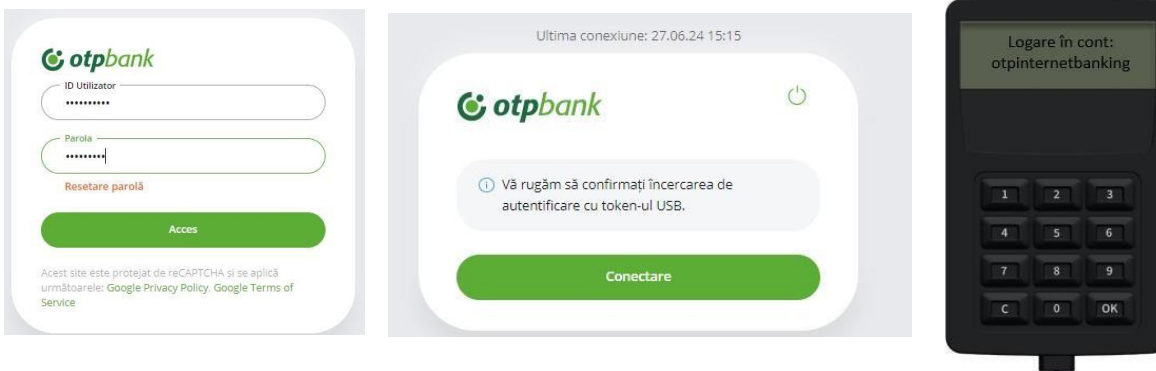 otpbank
ID Utilizator
••••••••••
Parola
•••••••••
Resetare parolă
Acces
Acest site este protejat de reCAPTCHA și se aplică
următoarele: Google Privacy Policy. Google Terms of
Service
Ultima conexiune: 27.06.24 15:15
otpbank
Vă rugăm să confirmați încercarea de
autentificare cu token-ul USB.
Conectare
Logare în cont:
otpinternetbanking
1 2 3
4 5 6
7 8 9
C 0 OK